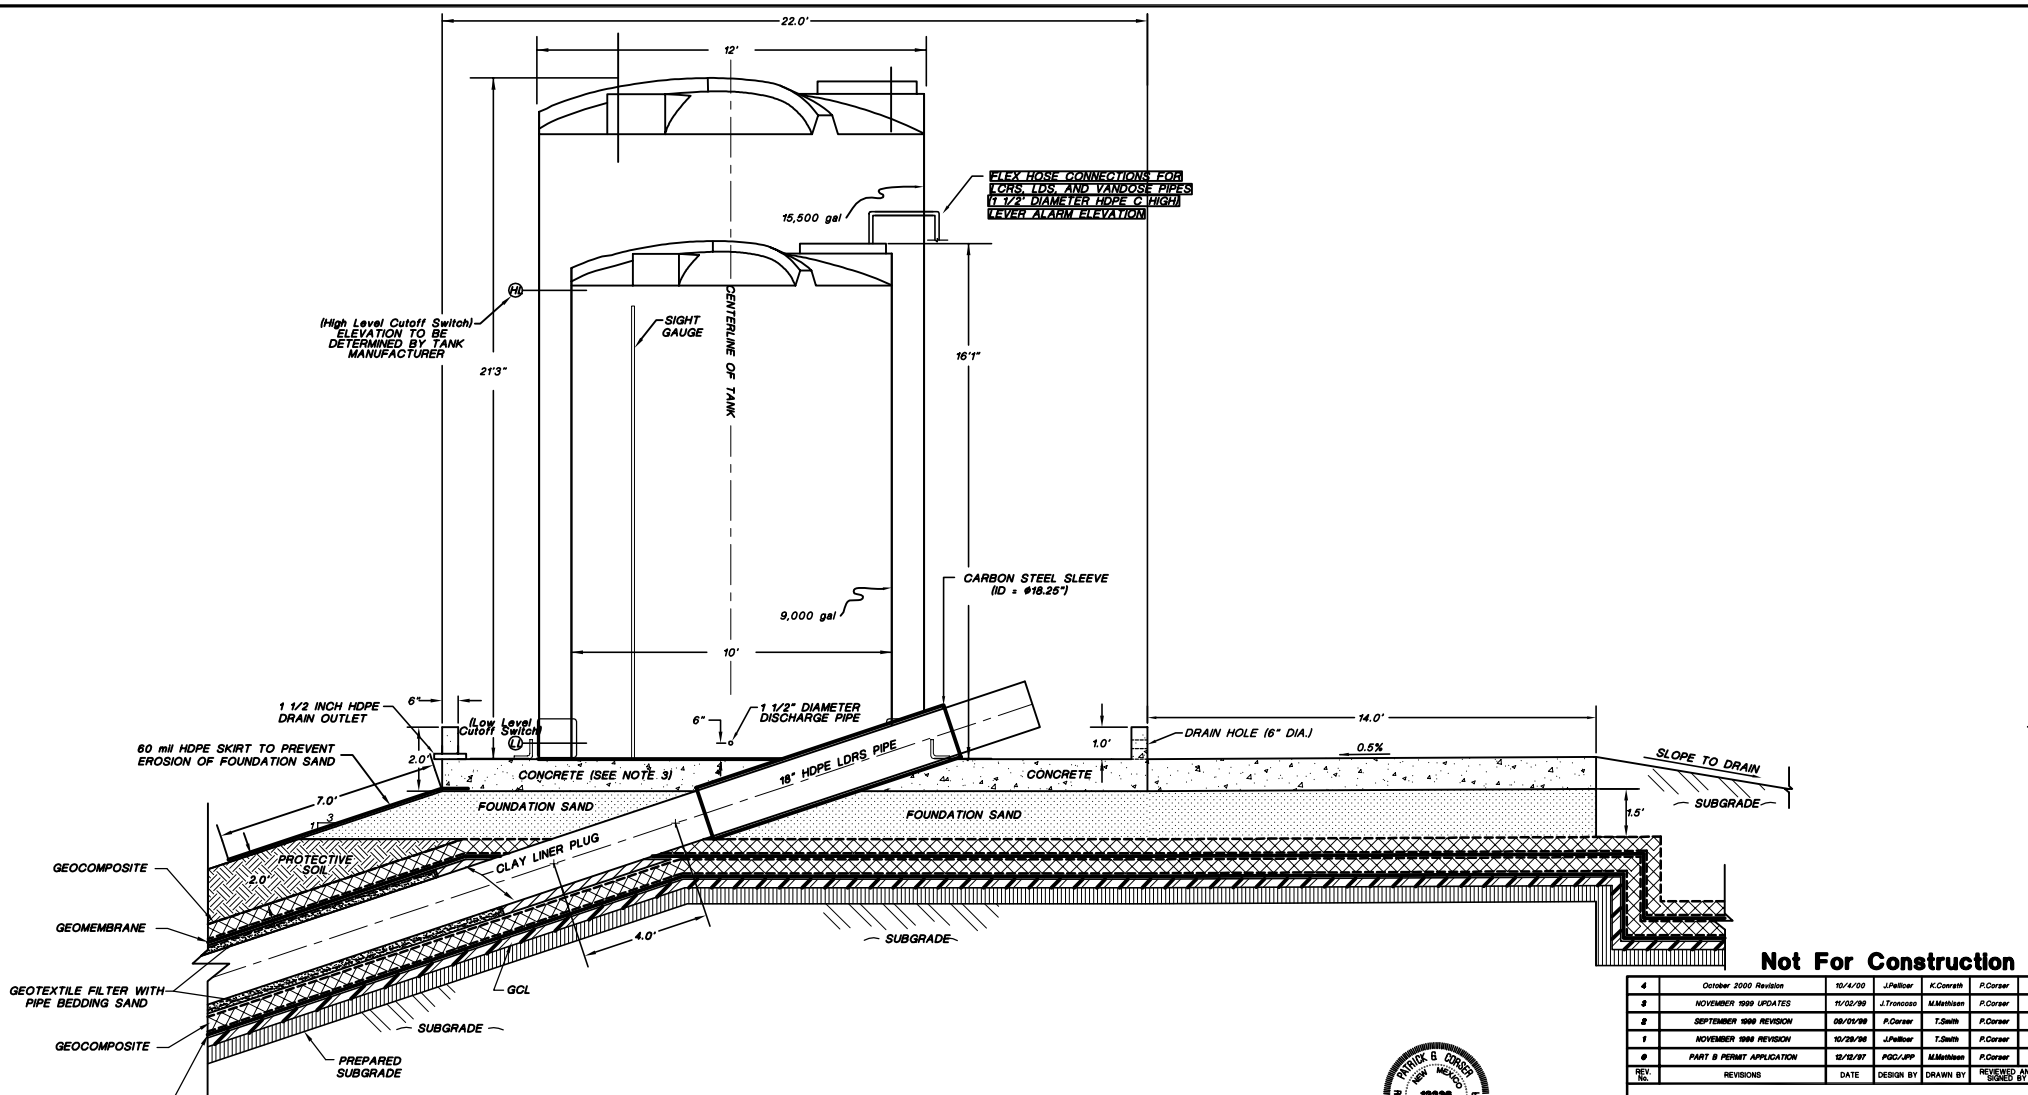 22.0'
12'
FLEX HOSE CONNECTIONS FOR
LCRS, LDS, AND VANDOSE PIPES
(1 1/2' DIAMETER HDPE C HIGH)
LEVER ALARM ELEVATION
15,500 gal
HL
(High Level Cutoff Switch)
ELEVATION TO BE
DETERMINED BY TANK
MANUFACTURER
SIGHT
GAUGE
CENTERLINE OF TANK
21'3"
16'1"
CARBON STEEL SLEEVE
(ID = ø18.25")
9,000 gal
10'
1 1/2 INCH HDPE
DRAIN OUTLET
6"
(Low Level
Cutoff Switch)
LL
6"
1 1/2" DIAMETER
DISCHARGE PIPE
14.0'
DRAIN HOLE (6" DIA.)
1.0'
0.5%
SLOPE TO DRAIN
60 mil HDPE SKIRT TO PREVENT
EROSION OF FOUNDATION SAND
2.0'
CONCRETE (SEE NOTE 3)
18" HDPE LDRS PIPE
CONCRETE
SUBGRADE
7.0'
3
1
FOUNDATION SAND
FOUNDATION SAND
1.5'
PROTECTIVE
SOIL
CLAY LINER PLUG
GEOCOMPOSITE
2.0'
GEOMEMBRANE
4.0'
SUBGRADE
GEOTEXTILE FILTER WITH
PIPE BEDDING SAND
GCL
SUBGRADE
GEOCOMPOSITE
PREPARED
SUBGRADE
Not For Construction
4 October 2000 Revision 10/4/00 J.Pellicer K.Conrath P.Corser
3 NOVEMBER 1999 UPDATES 11/02/99 J.Troncoso M.Mathisen P.Corser
2 SEPTEMBER REVISION P.Corser T.Smith P.Corser
1 NOVEMBER 1998 REVISION 10/29/98 J.Pellicer T.Smith P.Corser
0 PART B PERMIT APPLICATION 12/12/97 PGC/JPP M.Mathisen P.Corser
REV. No. REVISIONS DATE DESIGN BY DRAWN BY REVIEWED AN SIGNED BY
PATRICK G. CORSER
NEW MEXICO